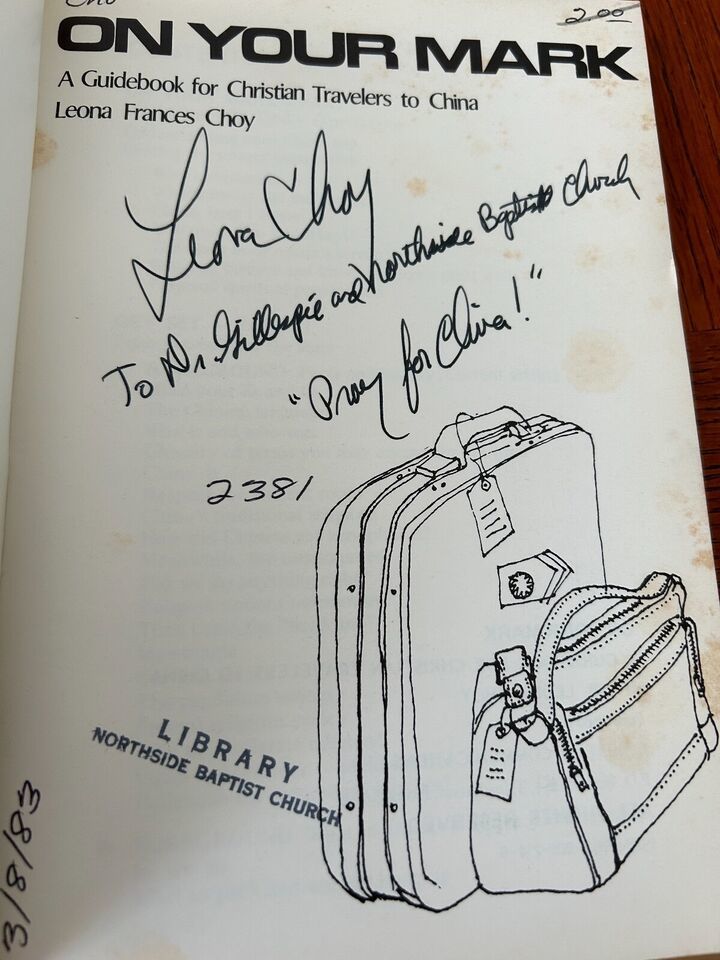 Cho
2.00
ON YOUR MARK
A Guidebook for Christian Travelers to China
Leona Frances Choy
Leona Choy
To Dr. Gillespie and Northside Baptist Church
"Pray for China!"
2381
LIBRARY
NORTHSIDE BAPTIST CHURCH
3/8/83